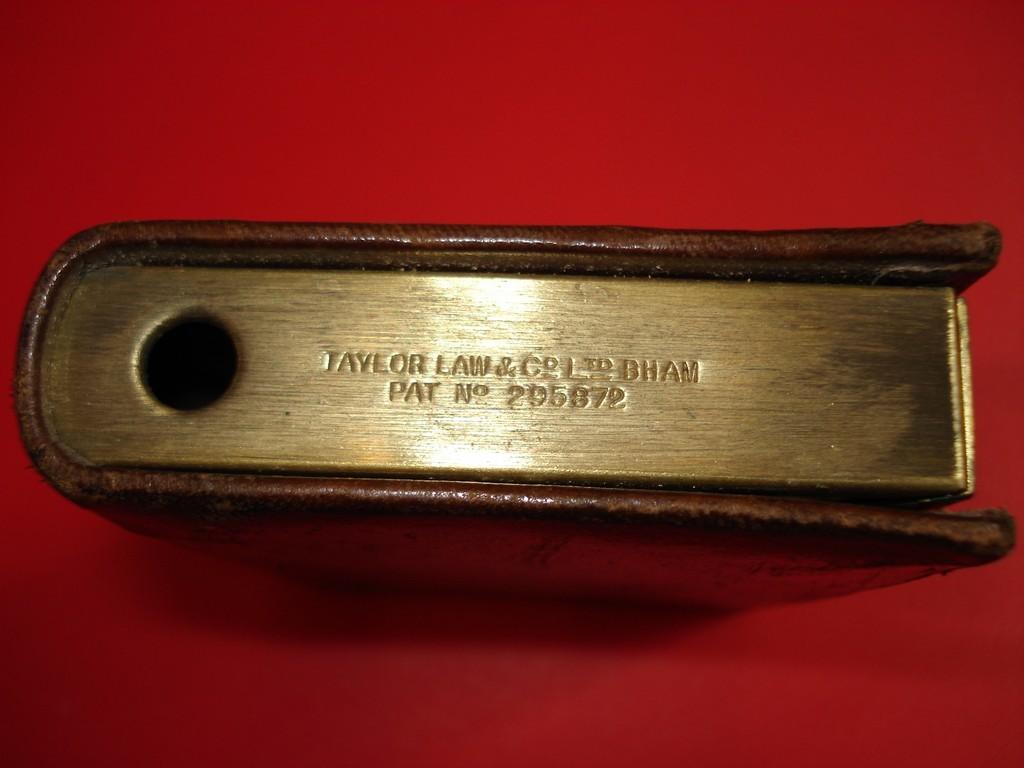 TAYLOR LAW & CO. LTD BHAM
PAT NO 295872